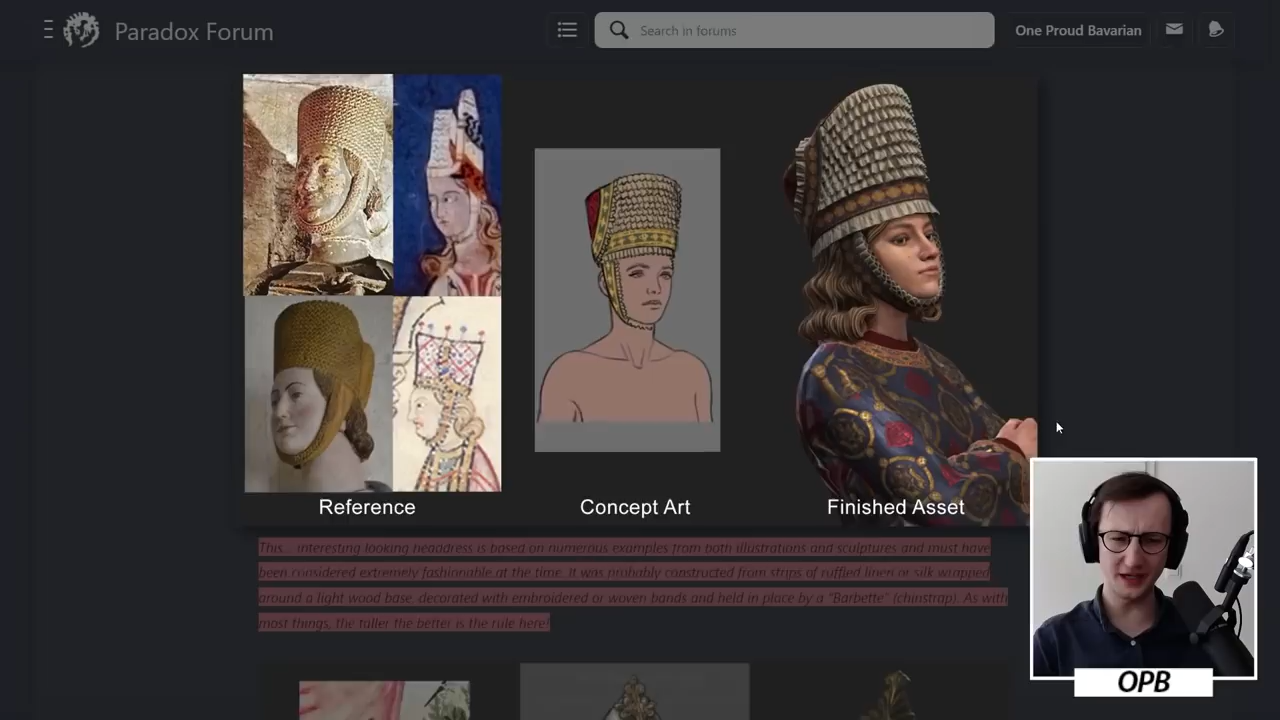 Paradox Forum
Search in forums
One Proud Bavarian
Reference
Concept Art
Finished Asset
This... interesting looking headdress is based on numerous examples from both illustrations and sculptures and must have
been considered extremely fashionable at the time. It was probably constructed from strips of ruffled linen or silk wrapped
around a light wood base, decorated with embroidered or woven bands and held in place by a "Barbette" (chinstrap). As with
most things, the taller the better is the rule here!
OPB